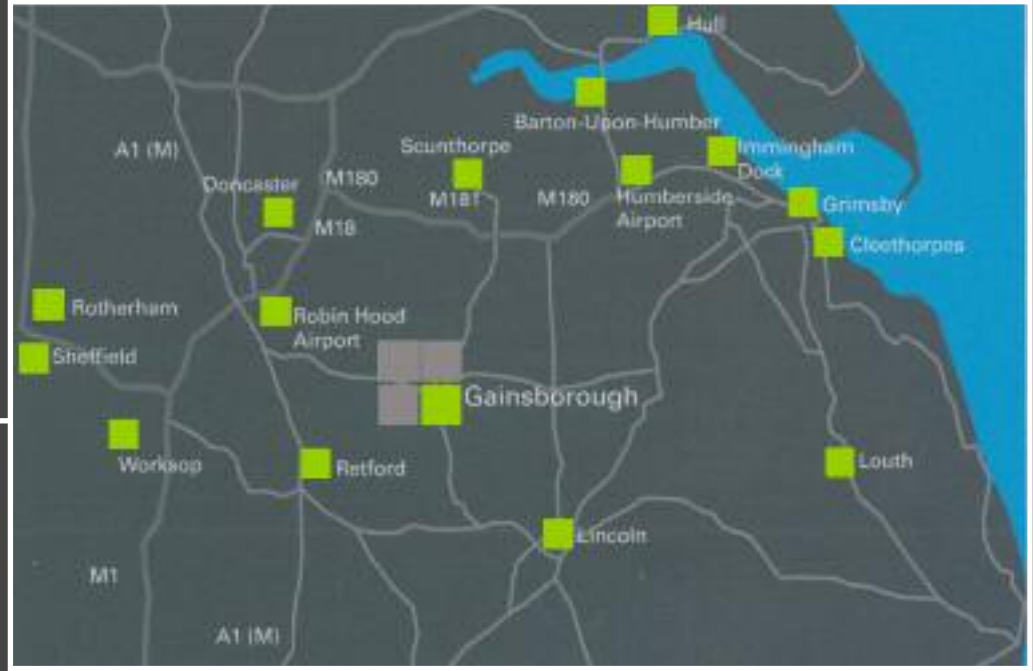 Hull
Barton-Upon-Humber
A1 (M)
Scunthorpe
Immingham
Dock
Doncaster
M180
M181
M180
Humberside
Airport
Grimsby
M18
Cleethorpes
Rotherham
Robin Hood
Airport
Sheffield
Gainsborough
Worksop
Retford
Louth
Lincoln
M1
A1 (M)